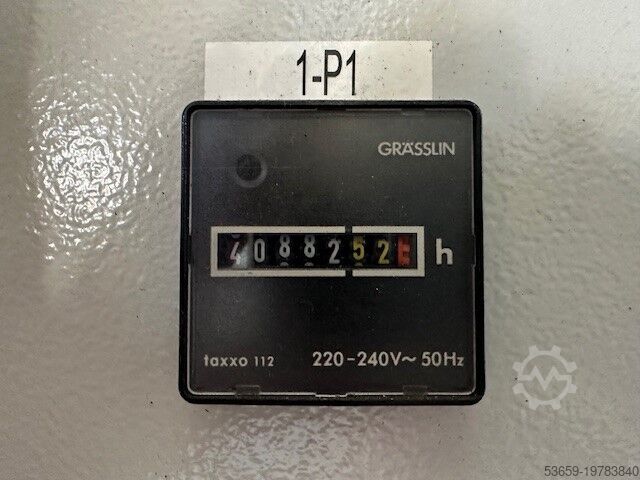 1-P1
GRÄSSLIN
4088252 h
taxxo 112 220-240V~ 50Hz
53659-19783840